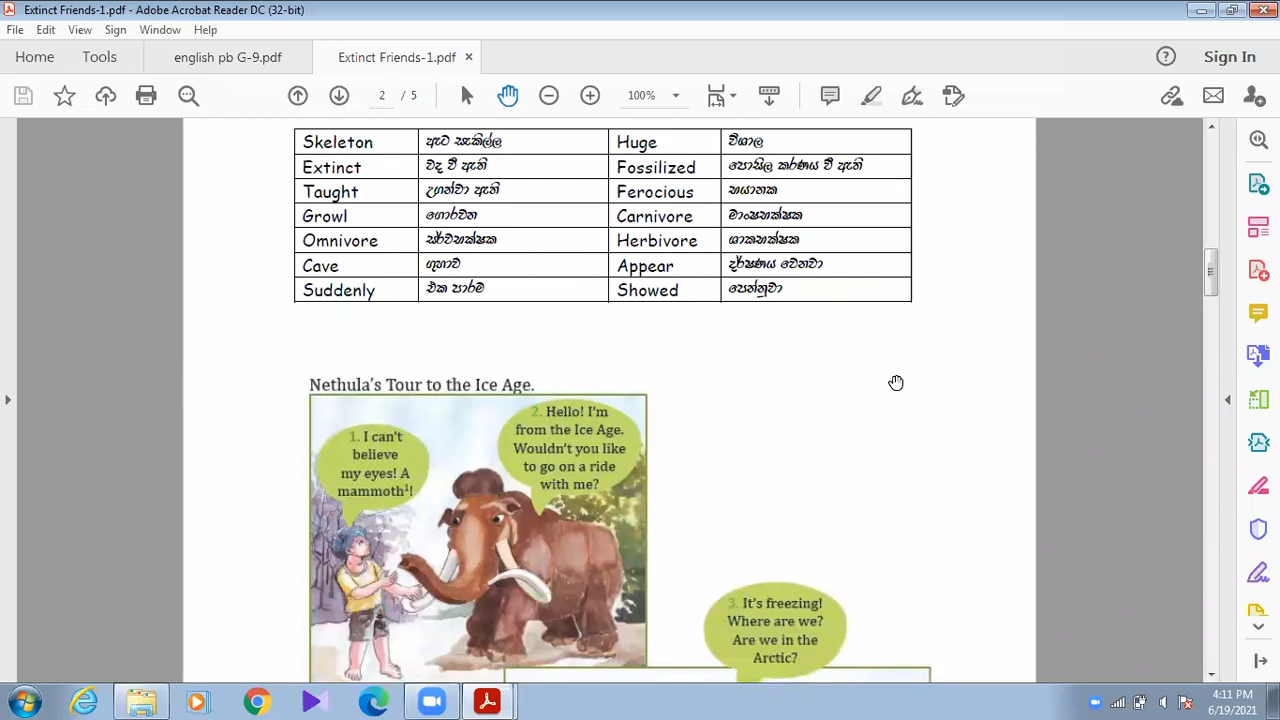 Extinct Friends-1.pdf - Adobe Acrobat Reader DC (32-bit)
File Edit View Sign Window Help
Home Tools english pb G-9.pdf Extinct Friends-1.pdf × Sign In
2 / 5 100%
Skeleton ඇට සැකිල්ල Huge විශාල
Extinct වද වී ඇති Fossilized පොසිල කරණය වී ඇති
Taught උගන්වා ඇති Ferocious භයානක
Growl ගොරවන Carnivore මාංෂභක්ෂක
Omnivore සර්වභක්ෂක Herbivore ශාකභක්ෂක
Cave ගුහාව Appear දර්ෂණය වෙනවා
Suddenly එක පාරම Showed පෙන්නුවා
Nethula's Tour to the Ice Age.
1. I can't
believe
my eyes! A
mammoth¹!
2. Hello! I'm
from the Ice Age.
Wouldn't you like
to go on a ride
with me?
3. It's freezing!
Where are we?
Are we in the
Arctic?
4:11 PM
6/19/2021